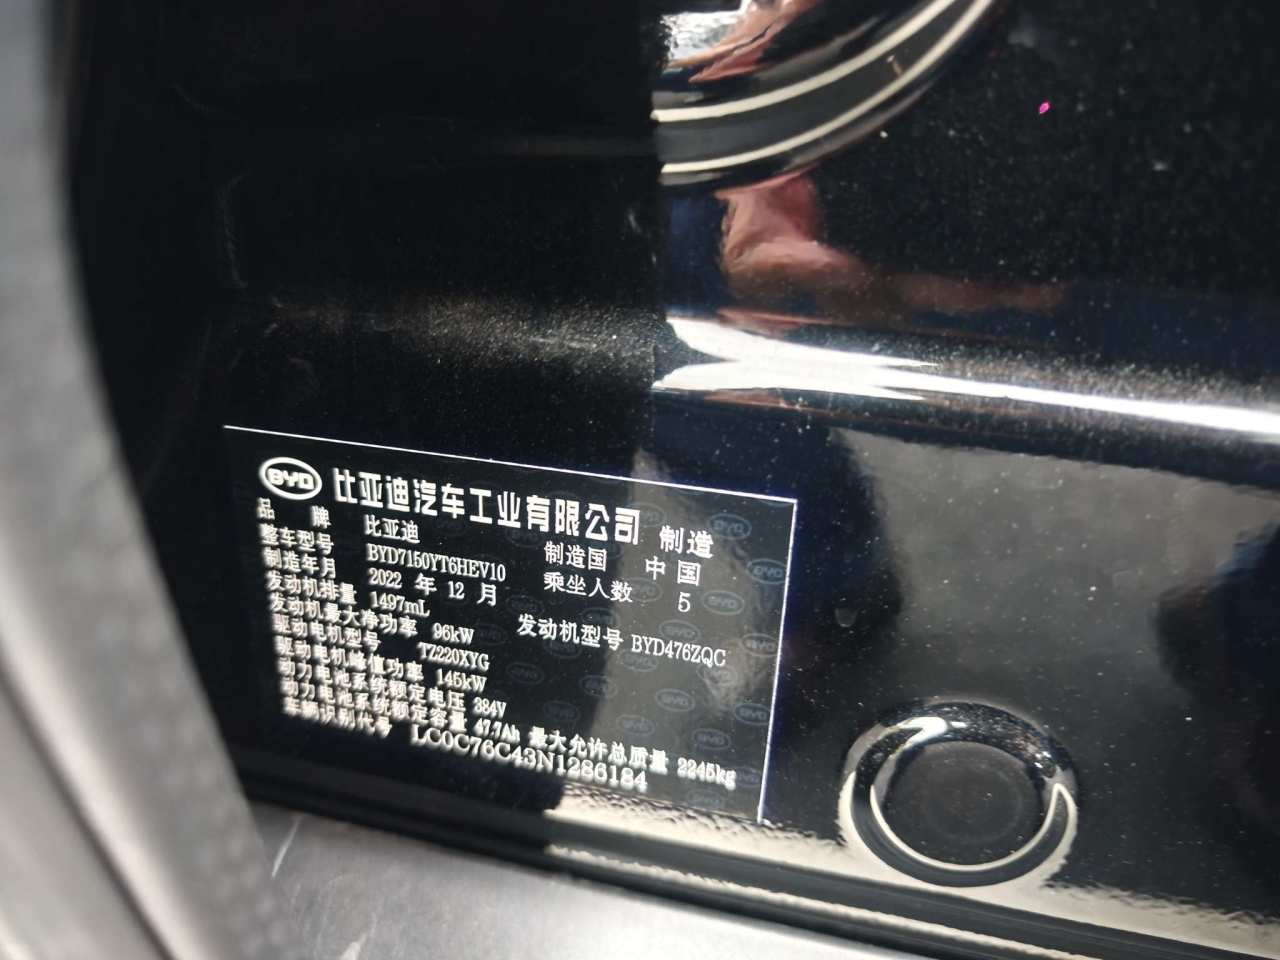 BYD 比亚迪汽车工业有限公司 制造
品 牌 比亚迪 制造国 中国
整车型号 BYD7150YT6HEV10 乘坐人数 5
制造年月 2022 年 12 月
发动机排量 1497mL 发动机型号 BYD476ZQC
发动机最大净功率 96kW
驱动电机型号 TZ220XYG
驱动电机峰值功率 145kW
动力电池系统额定电压 384V
动力电池系统额定容量 47.7Ah 最大允许总质量 2245kg
车辆识别代号 LC0C76C43N1286184